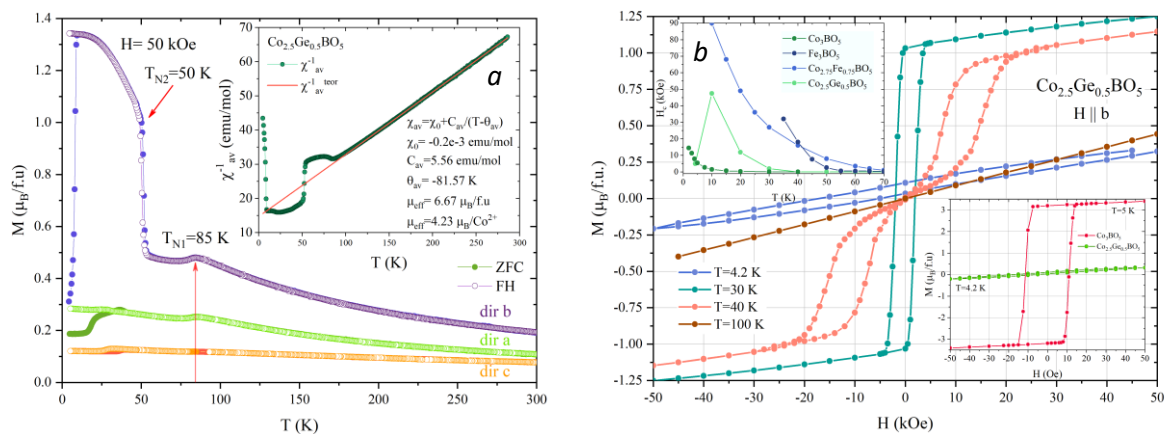 M (μB/f.u.)
1.4
1.2
1.0
0.8
0.6
0.4
0.2
0.0
0 50 100 150 200 250 300
T (K)
H= 50 kOe
TN2=50 K
TN1=85 K
ZFC
FH
dir b
dir a
dir c
Co2.5Ge0.5BO5
χ-1av
χ-1av teor
a
χ-1av (emu/mol)
70
60
50
40
30
20
10
0 50 100 150 200 250 300
T (K)
χav=χ0+Cav/(T-θav)
χ0= -0.2e-3 emu/mol
Cav=5.56 emu/mol
θav= -81.57 K
μeff= 6.67 μB/f.u
μeff=4.23 μB/Co2+
M (μB/f.u.)
1.25
1.00
0.75
0.50
0.25
0.00
-0.25
-0.50
-0.75
-1.00
-1.25
-50 -40 -30 -20 -10 0 10 20 30 40 50
H (kOe)
b
Hc (kOe)
90
80
70
60
50
40
30
20
10
0
0 10 20 30 40 50 60 70
T (K)
Co3BO5
Fe3BO5
Co2.75Fe0.75BO5
Co2.5Ge0.5BO5
Co2.5Ge0.5BO5
H || b
T=4.2 K
T=30 K
T=40 K
T=100 K
M (μB/f.u)
3
2
1
0
-1
-2
-3
-50 -40 -30 -20 -10 0 10 20 30 40 50
H (Oe)
T=5 K
Co3BO5
Co2.5Ge0.5BO5
T=4.2 K